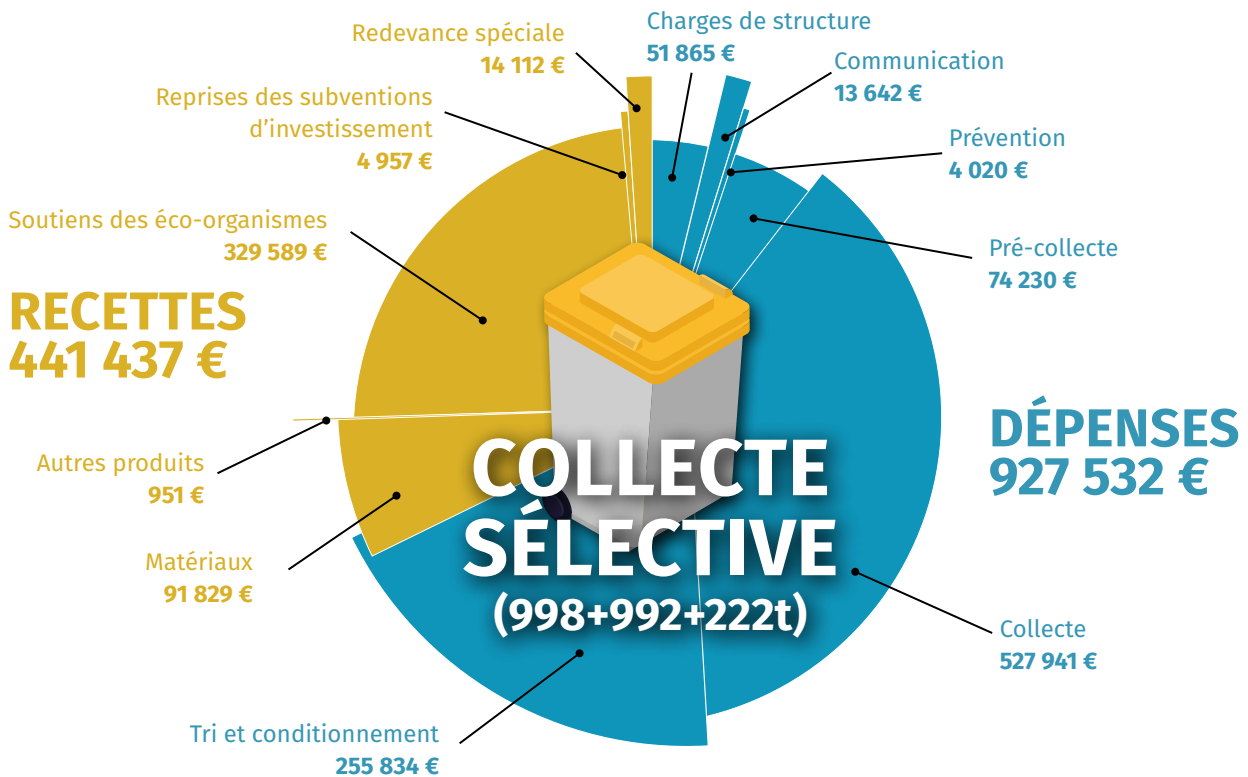 Redevance spéciale
14 112 €
Reprises des subventions
d’investissement
4 957 €
Soutiens des éco-organismes
329 589 €
RECETTES
441 437 €
Autres produits
951 €
Matériaux
91 829 €
Tri et conditionnement
255 834 €
COLLECTE
SÉLECTIVE
(998+992+222t)
Charges de structure
51 865 €
Communication
13 642 €
Prévention
4 020 €
Pré-collecte
74 230 €
DÉPENSES
927 532 €
Collecte
527 941 €